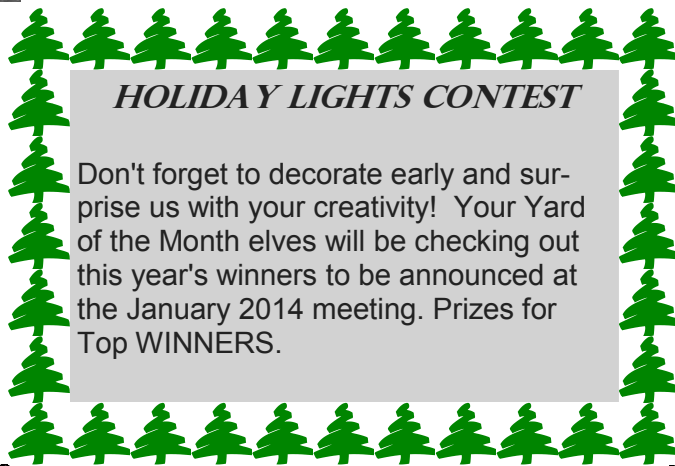 HOLIDAY LIGHTS CONTEST
Don't forget to decorate early and sur-
prise us with your creativity!  Your Yard
of the Month elves will be checking out
this year's winners to be announced at
the January 2014 meeting. Prizes for
Top WINNERS.